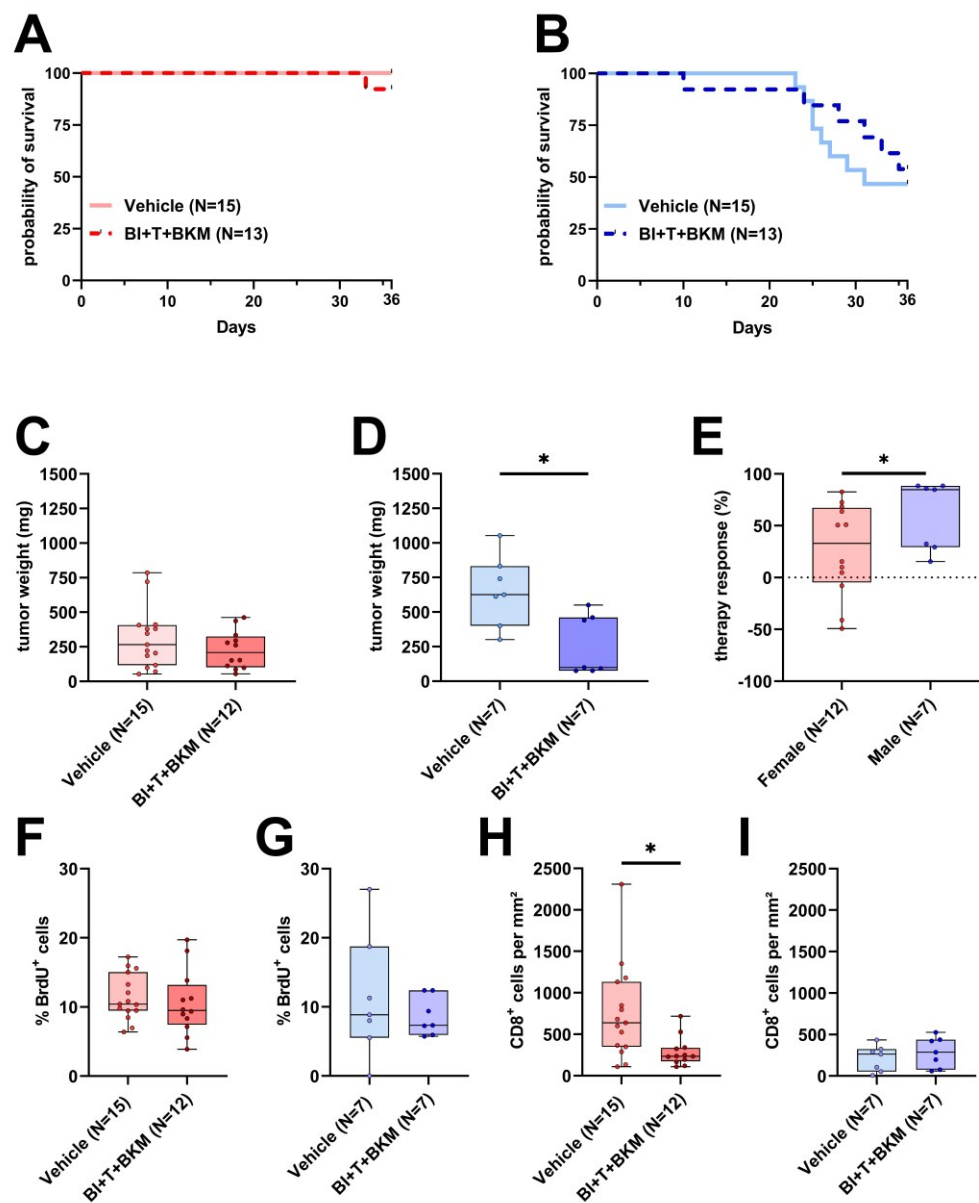 A
probability of survival
100
75
50
25
0
Vehicle (N=15)
BI+T+BKM (N=13)
0 10 20 30 36
Days
B
probability of survival
100
75
50
25
0
Vehicle (N=15)
BI+T+BKM (N=13)
0 10 20 30 36
Days
C
tumor weight (mg)
1500
1250
1000
750
500
250
0
Vehicle (N=15)
BI+T+BKM (N=12)
D
*
tumor weight (mg)
1500
1250
1000
750
500
250
0
Vehicle (N=7)
BI+T+BKM (N=7)
E
*
therapy response (%)
100
50
0
-50
-100
Female (N=12)
Male (N=7)
F
% BrdU⁺ cells
30
20
10
0
Vehicle (N=15)
BI+T+BKM (N=12)
G
% BrdU⁺ cells
30
20
10
0
Vehicle (N=7)
BI+T+BKM (N=7)
H
*
CD8⁺ cells per mm²
2500
2000
1500
1000
500
0
Vehicle (N=15)
BI+T+BKM (N=12)
I
CD8⁺ cells per mm²
2500
2000
1500
1000
500
0
Vehicle (N=7)
BI+T+BKM (N=7)